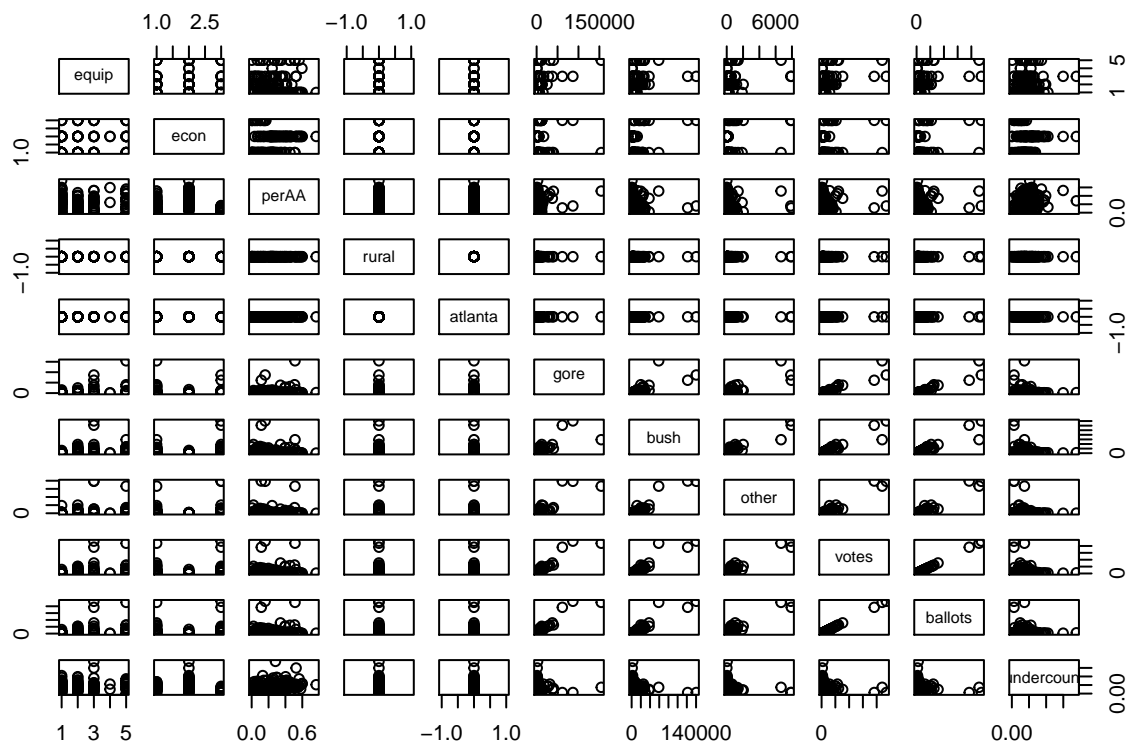 1.0 2.5 −1.0 1.0 0 150000 0 6000 0
equip 1 5
1.0 econ
perAA 0.0
−1.0 rural
atlanta −1.0
0 gore
bush 0
0 other
votes 0
0 ballots
undercoun 0.00
1 3 5 0.0 0.6 −1.0 1.0 0 140000 0 0.00